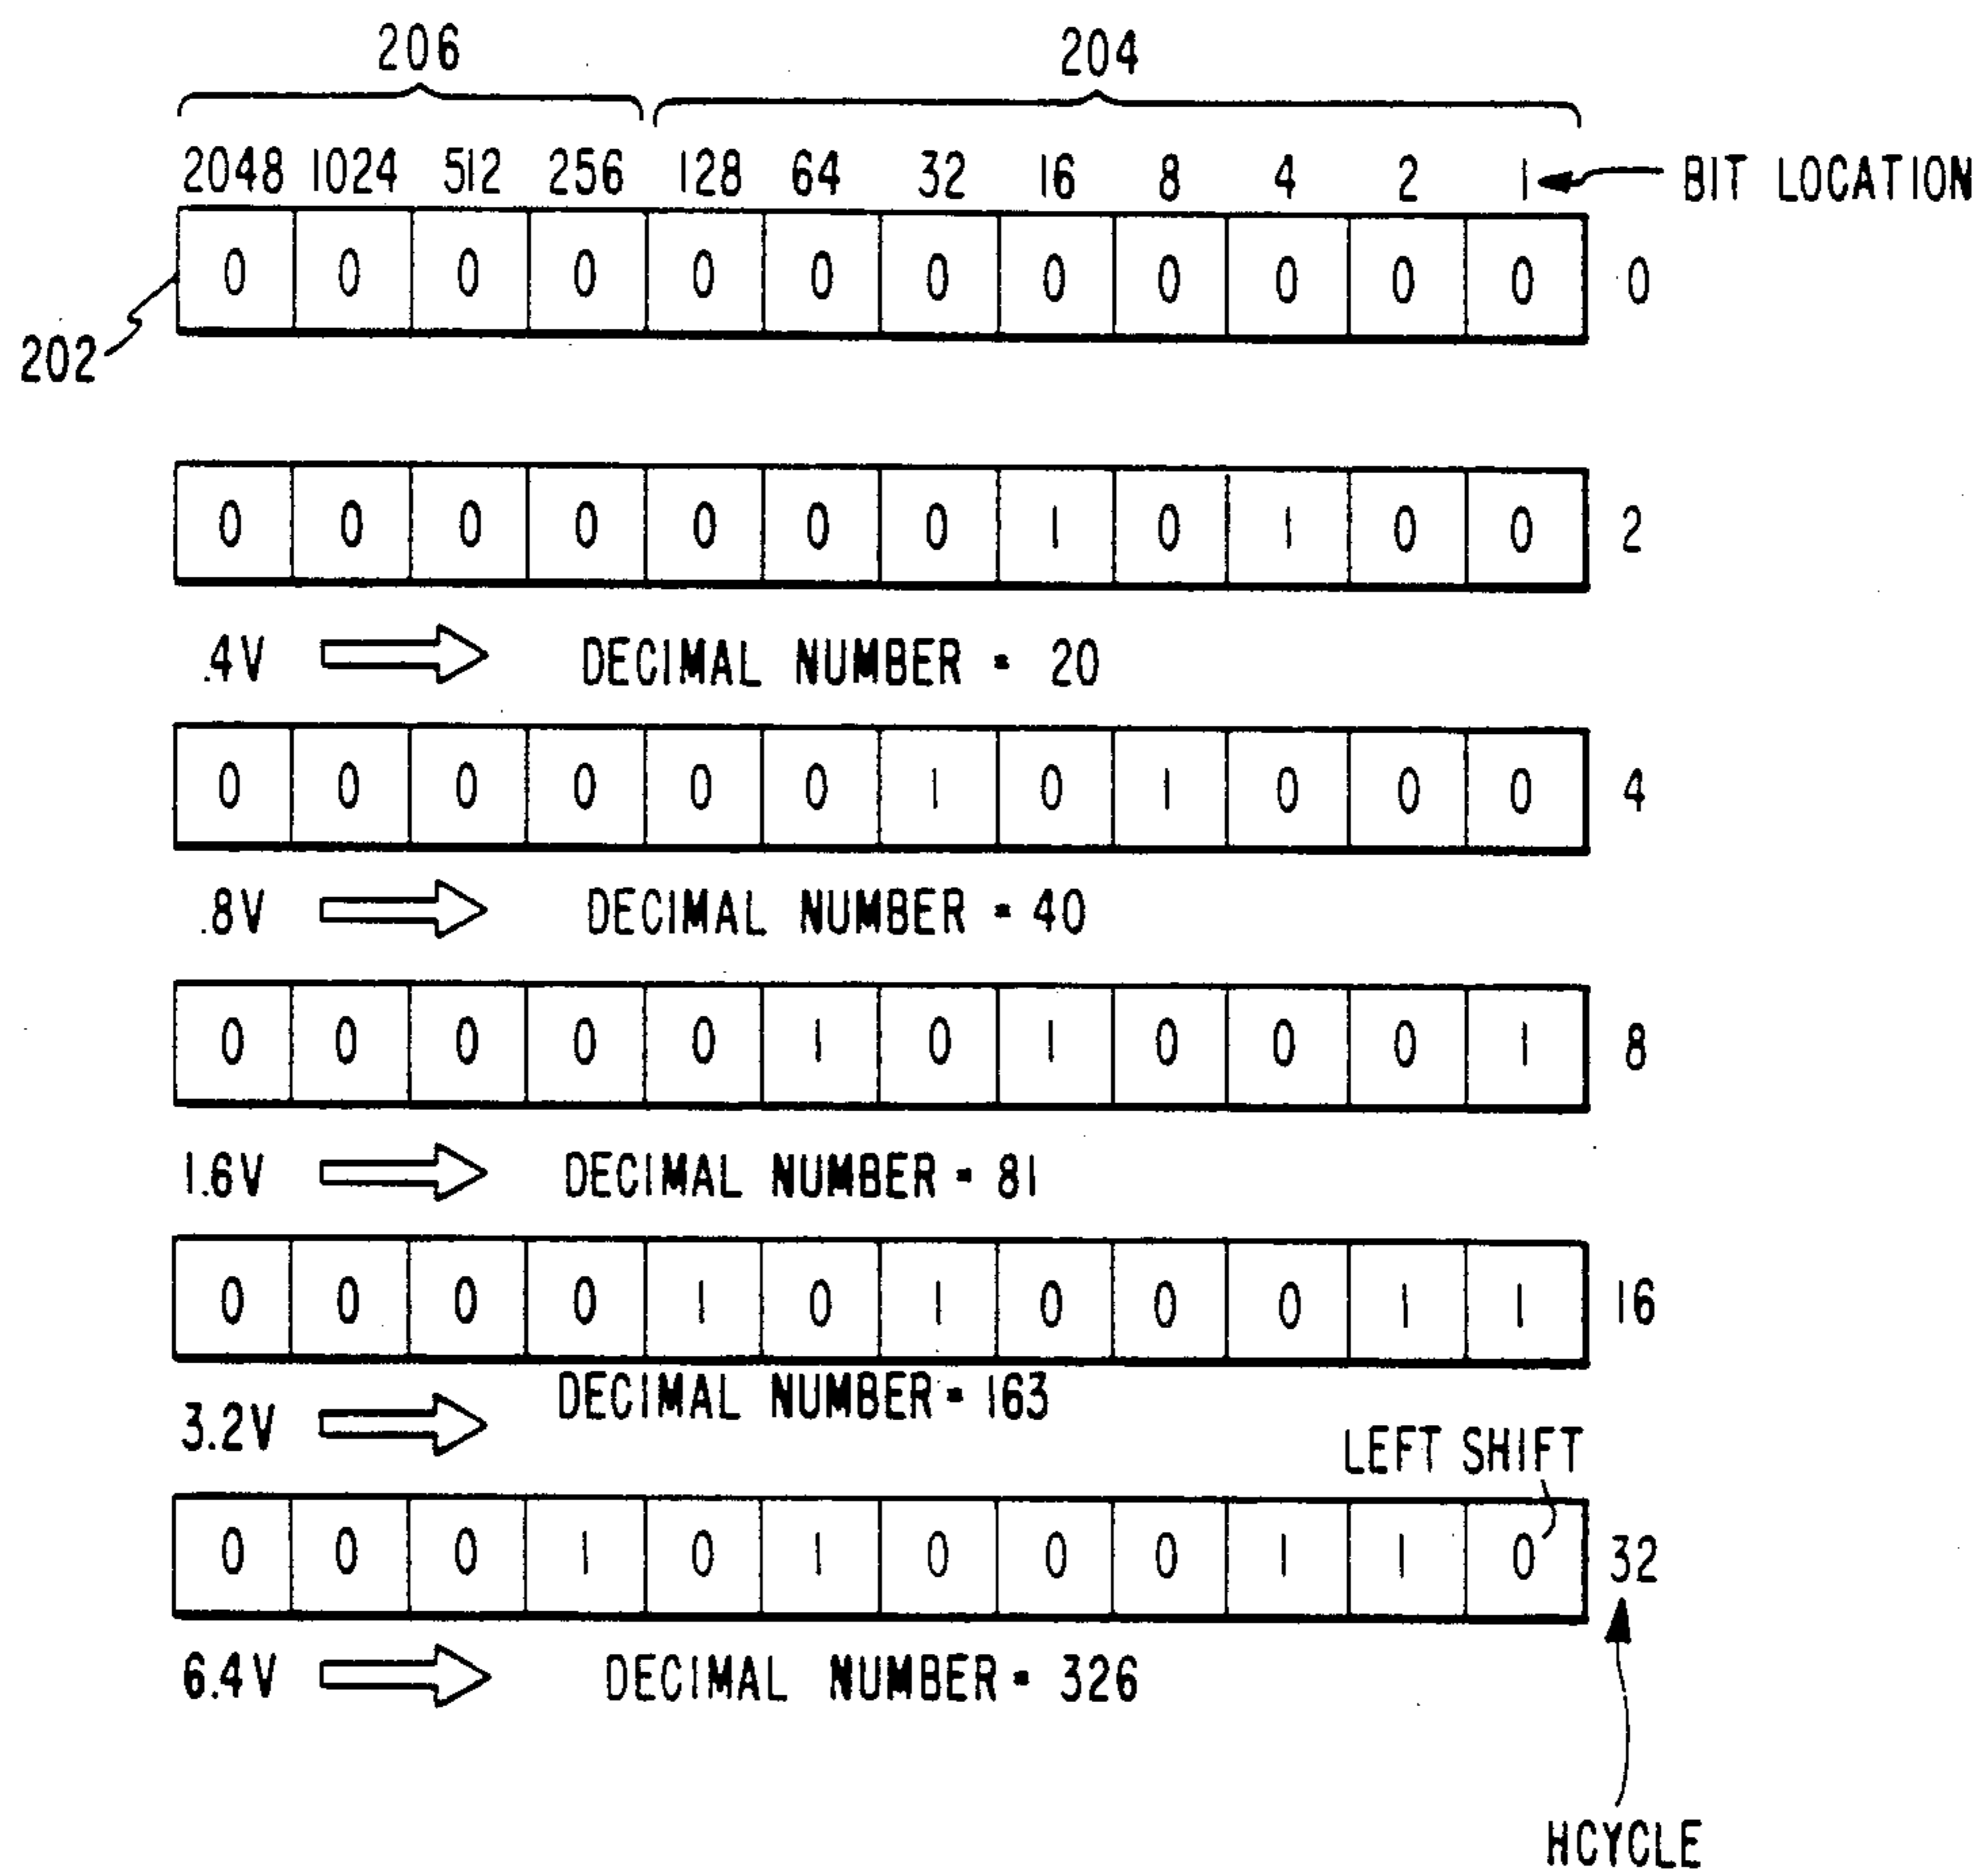 206 204
2048 1024 512 256 128 64 32 16 8 4 2 1 BIT LOCATION
0 0 0 0 0 0 0 0 0 0 0 0 0
202
0 0 0 0 0 0 0 1 0 1 0 0 2
.4V DECIMAL NUMBER = 20
0 0 0 0 0 0 1 0 1 0 0 0 4
.8V DECIMAL NUMBER = 40
0 0 0 0 0 1 0 1 0 0 0 1 8
1.6V DECIMAL NUMBER = 81
0 0 0 0 1 0 1 0 0 0 1 1 16
DECIMAL NUMBER = 163
3.2V
LEFT SHIFT
0 0 0 1 0 1 0 0 0 1 1 0 32
6.4V DECIMAL NUMBER = 326
HCYCLE